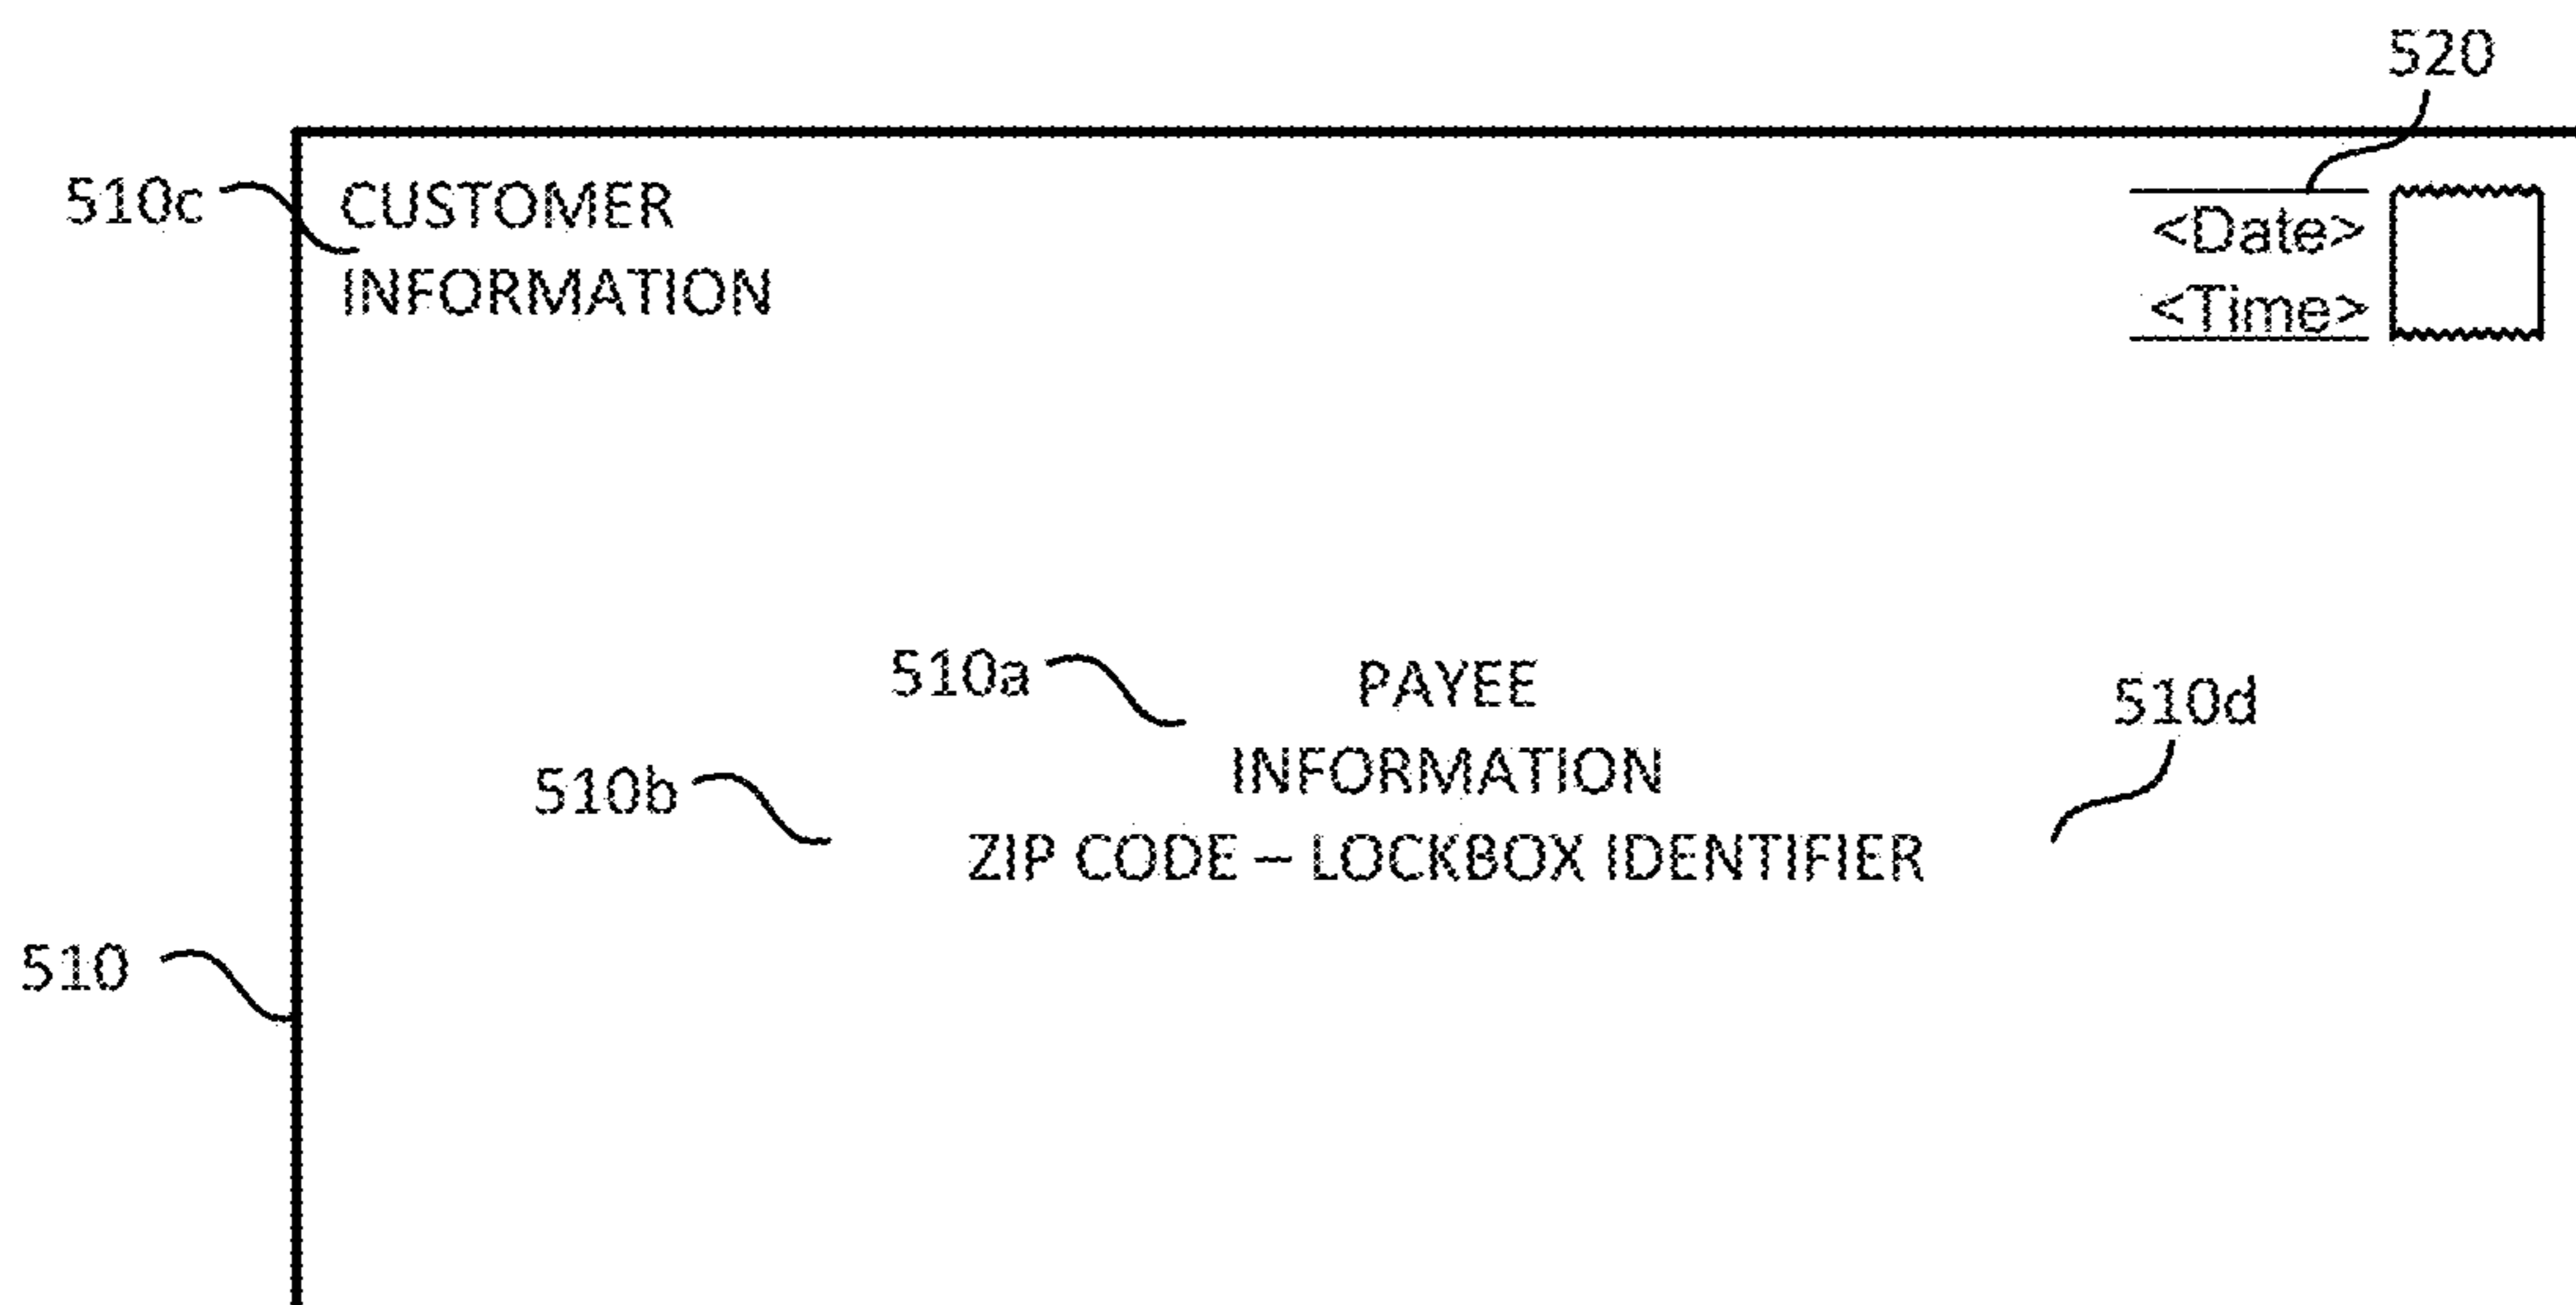 520
510c
CUSTOMER
INFORMATION
<Date>
<Time>
510a
PAYEE
INFORMATION
510d
510b
ZIP CODE – LOCKBOX IDENTIFIER
510